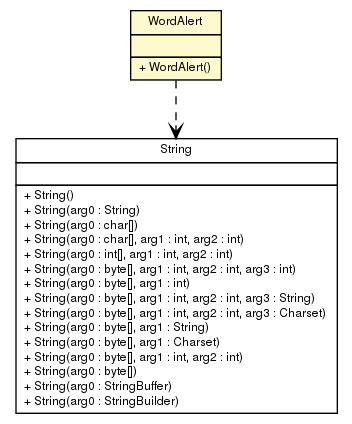 WordAlert
+ WordAlert()
String
+ String()
+ String(arg0 : String)
+ String(arg0 : char[])
+ String(arg0 : char[], arg1 : int, arg2 : int)
+ String(arg0 : int[], arg1 : int, arg2 : int)
+ String(arg0 : byte[], arg1 : int, arg2 : int, arg3 : int)
+ String(arg0 : byte[], arg1 : int)
+ String(arg0 : byte[], arg1 : int, arg2 : int, arg3 : String)
+ String(arg0 : byte[], arg1 : int, arg2 : int, arg3 : Charset)
+ String(arg0 : byte[], arg1 : String)
+ String(arg0 : byte[], arg1 : Charset)
+ String(arg0 : byte[], arg1 : int, arg2 : int)
+ String(arg0 : byte[])
+ String(arg0 : StringBuffer)
+ String(arg0 : StringBuilder)